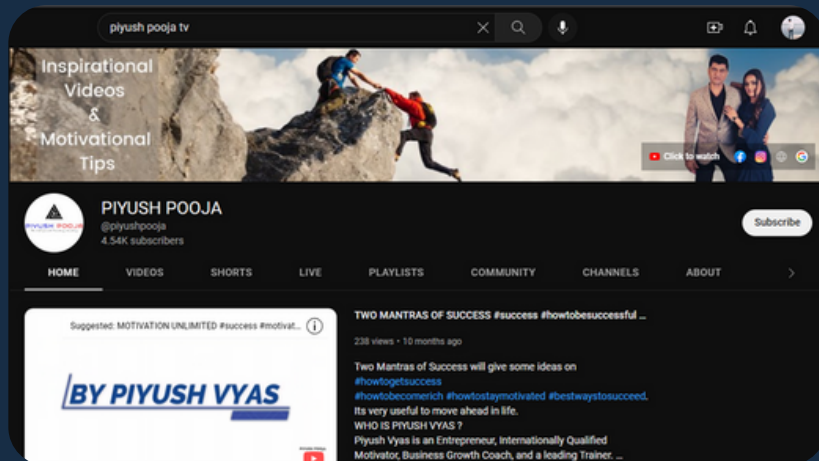 piyush pooja tv
Inspirational
Videos
&
Motivational
Tips
Click to watch
PIYUSH POOJA
PIYUSH POOJA
@piyushpooja
4.54K subscribers
Subscribe
HOME VIDEOS SHORTS LIVE PLAYLISTS COMMUNITY CHANNELS ABOUT
Suggested: MOTIVATION UNLIMITED #success #motivat...
BY PIYUSH VYAS
TWO MANTRAS OF SUCCESS #success #howtobesuccessful ...
238 views • 10 months ago
Two Mantras of Success will give some ideas on
#howtogetsuccess
#howtobecomerich #howtostaymotivated #bestwaystosucceed.
Its very useful to move ahead in life.
WHO IS PIYUSH VYAS ?
Piyush Vyas is an Entrepreneur, Internationally Qualified
Motivator, Business Growth Coach, and a leading Trainer. ...